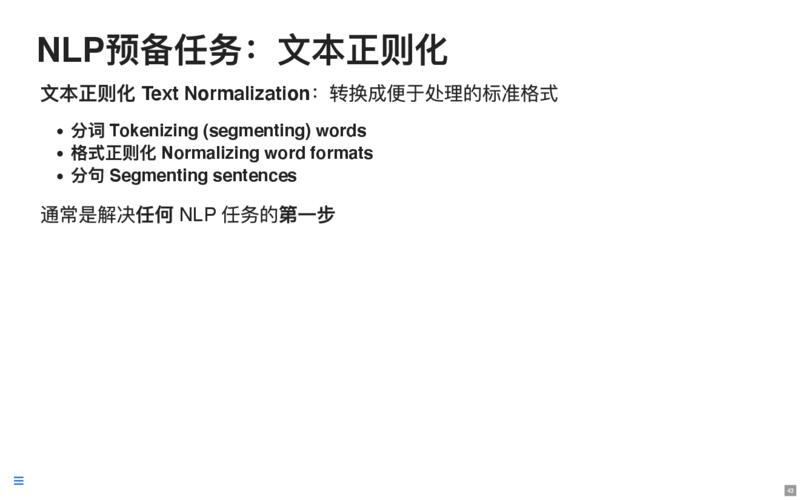 NLP预备任务：文本正则化
文本正则化 Text Normalization：转换成便于处理的标准格式
• 分词 Tokenizing (segmenting) words
• 格式正则化 Normalizing word formats
• 分句 Segmenting sentences
通常是解决任何 NLP 任务的第一步
43